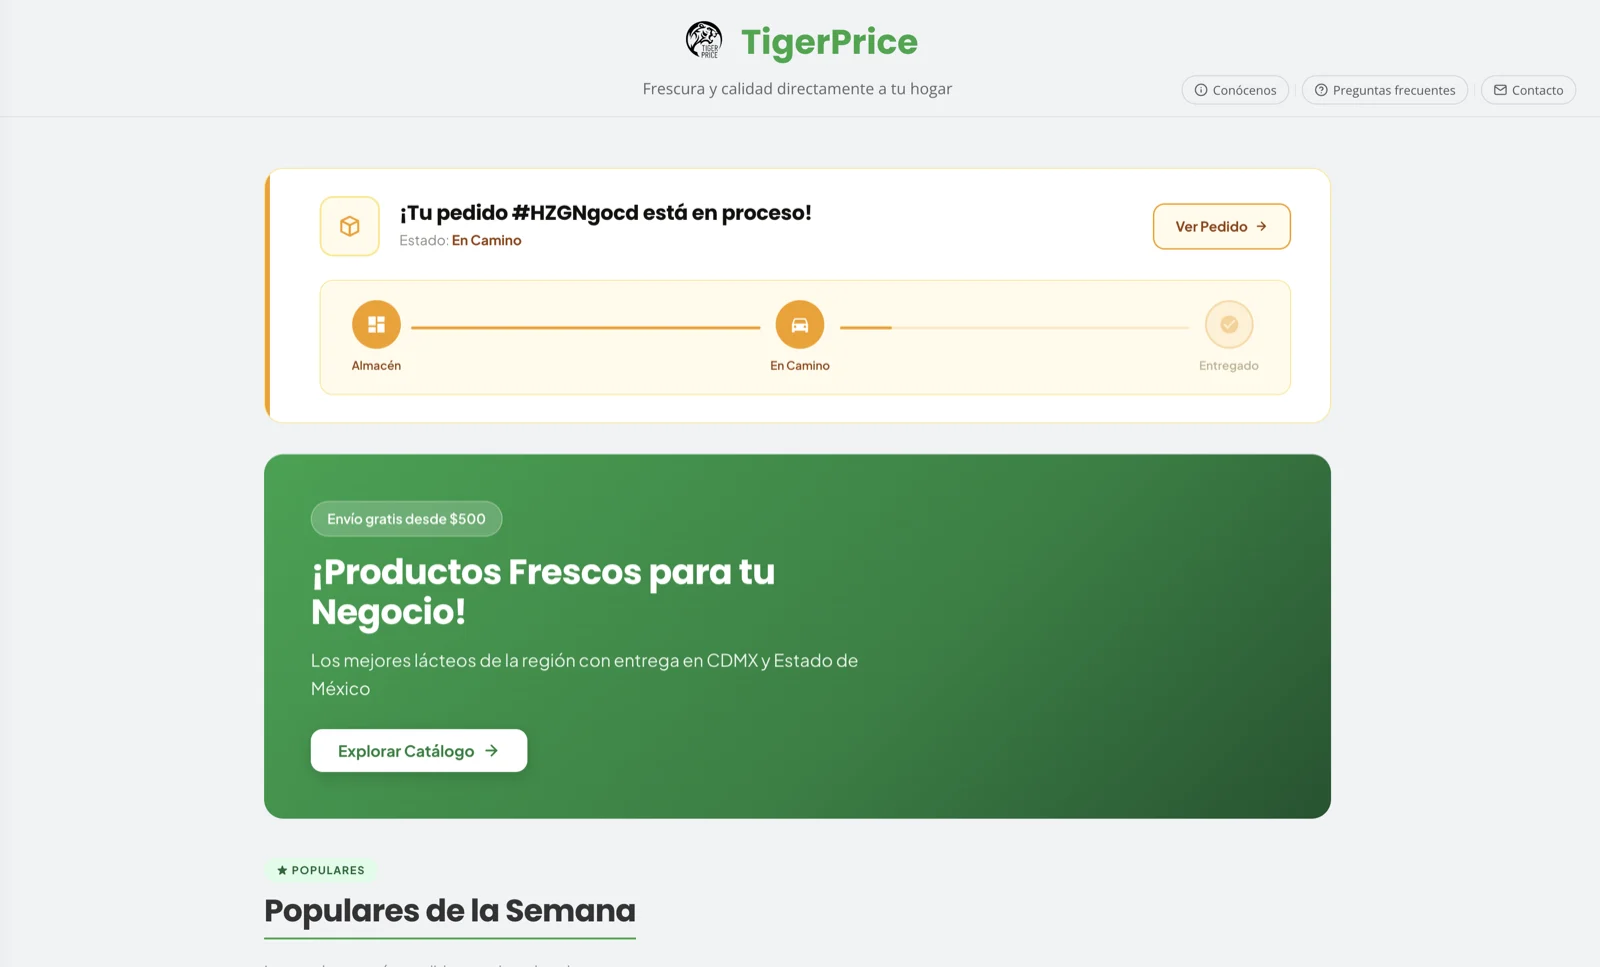 TIGER
PRICE
TigerPrice
Frescura y calidad directamente a tu hogar
Conócenos
Preguntas frecuentes
Contacto
¡Tu pedido #HZGNgocd está en proceso!
Estado: En Camino
Ver Pedido
Almacén
En Camino
Entregado
Envío gratis desde $500
¡Productos Frescos para tu
Negocio!
Los mejores lácteos de la región con entrega en CDMX y Estado de
México
Explorar Catálogo
POPULARES
Populares de la Semana